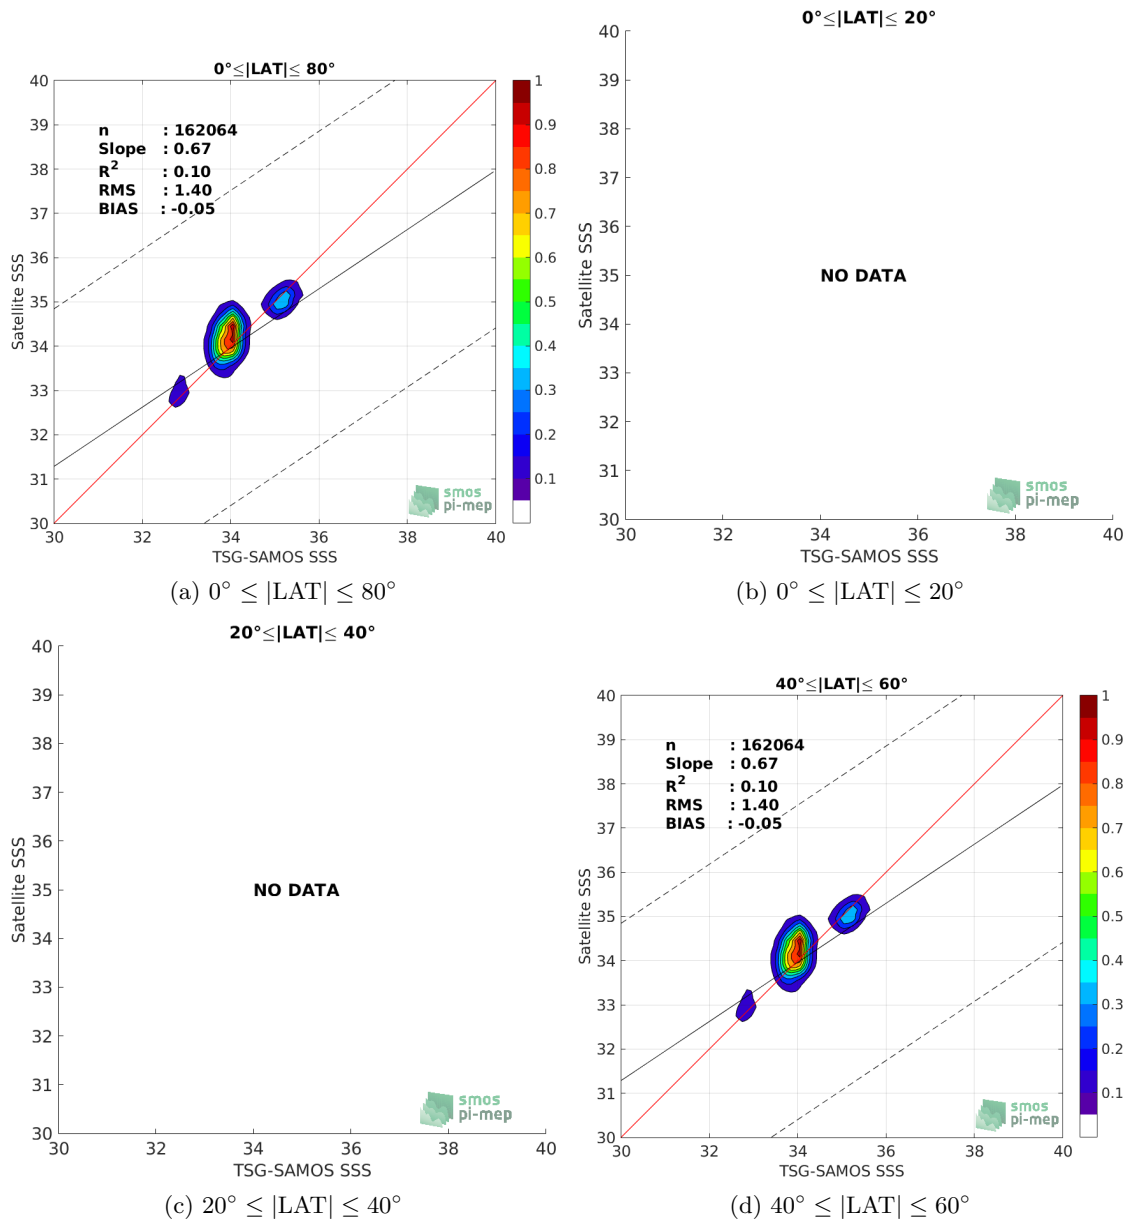 0°≤|LAT|≤ 80°
40
39
38
37
36
35
34
33
32
31
30
Satellite SSS
n : 162064
Slope : 0.67
R² : 0.10
RMS : 1.40
BIAS : -0.05
smos
pi-mep
30 32 34 36 38 40
TSG-SAMOS SSS
1
0.9
0.8
0.7
0.6
0.5
0.4
0.3
0.2
0.1
(a) 0° ≤ |LAT| ≤ 80°
0°≤|LAT|≤ 20°
40
39
38
37
36
35
34
33
32
31
30
Satellite SSS
NO DATA
smos
pi-mep
30 32 34 36 38 40
TSG-SAMOS SSS
(b) 0° ≤ |LAT| ≤ 20°
20°≤|LAT|≤ 40°
40
39
38
37
36
35
34
33
32
31
30
Satellite SSS
NO DATA
smos
pi-mep
30 32 34 36 38 40
TSG-SAMOS SSS
(c) 20° ≤ |LAT| ≤ 40°
40°≤|LAT|≤ 60°
40
39
38
37
36
35
34
33
32
31
30
Satellite SSS
n : 162064
Slope : 0.67
R² : 0.10
RMS : 1.40
BIAS : -0.05
smos
pi-mep
30 32 34 36 38 40
TSG-SAMOS SSS
1
0.9
0.8
0.7
0.6
0.5
0.4
0.3
0.2
0.1
(d) 40° ≤ |LAT| ≤ 60°